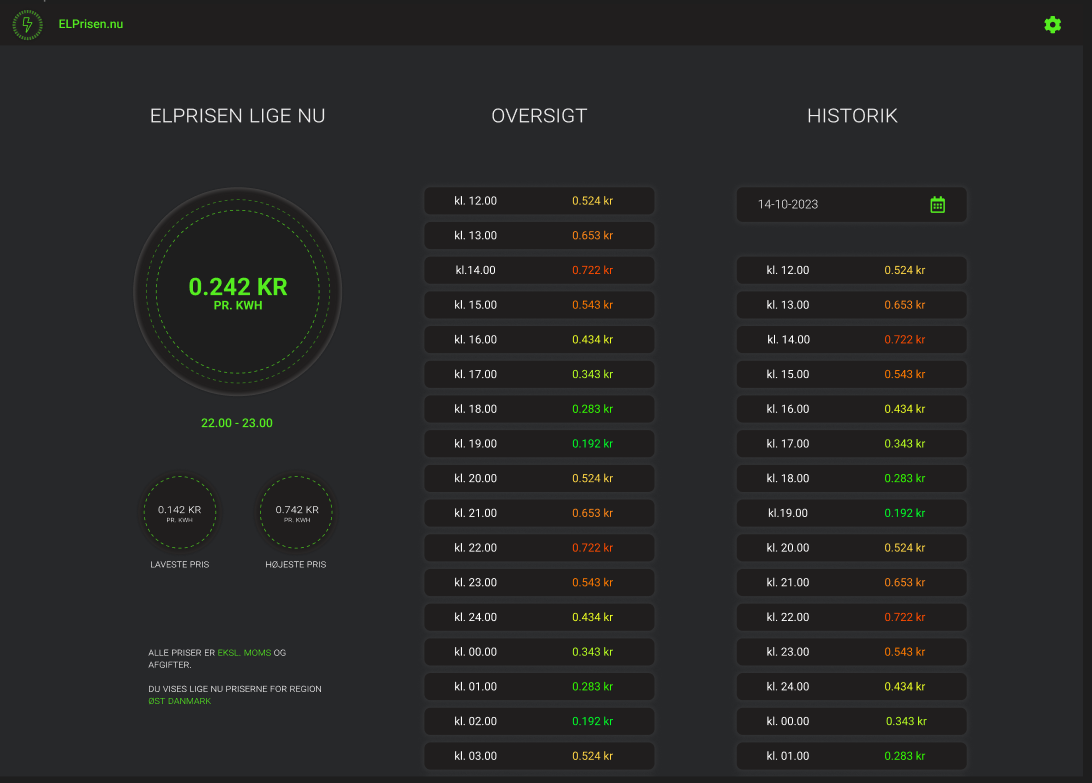 ELPrisen.nu
ELPRISEN LIGE NU
0.242 KR
PR. KWH
22.00 - 23.00
0.142 KR
PR. KWH
LAVESTE PRIS
0.742 KR
PR. KWH
HØJESTE PRIS
ALLE PRISER ER EKSL. MOMS OG
AFGIFTER.
DU VISES LIGE NU PRISERNE FOR REGION
ØST DANMARK
OVERSIGT
kl. 12.00 0.524 kr
kl. 13.00 0.653 kr
kl.14.00 0.722 kr
kl. 15.00 0.543 kr
kl. 16.00 0.434 kr
kl. 17.00 0.343 kr
kl. 18.00 0.283 kr
kl. 19.00 0.192 kr
kl. 20.00 0.524 kr
kl. 21.00 0.653 kr
kl. 22.00 0.722 kr
kl. 23.00 0.543 kr
kl. 24.00 0.434 kr
kl. 00.00 0.343 kr
kl. 01.00 0.283 kr
kl. 02.00 0.192 kr
kl. 03.00 0.524 kr
HISTORIK
14-10-2023
kl. 12.00 0.524 kr
kl. 13.00 0.653 kr
kl. 14.00 0.722 kr
kl. 15.00 0.543 kr
kl. 16.00 0.434 kr
kl. 17.00 0.343 kr
kl. 18.00 0.283 kr
kl.19.00 0.192 kr
kl. 20.00 0.524 kr
kl. 21.00 0.653 kr
kl. 22.00 0.722 kr
kl. 23.00 0.543 kr
kl. 24.00 0.434 kr
kl. 00.00 0.343 kr
kl. 01.00 0.283 kr